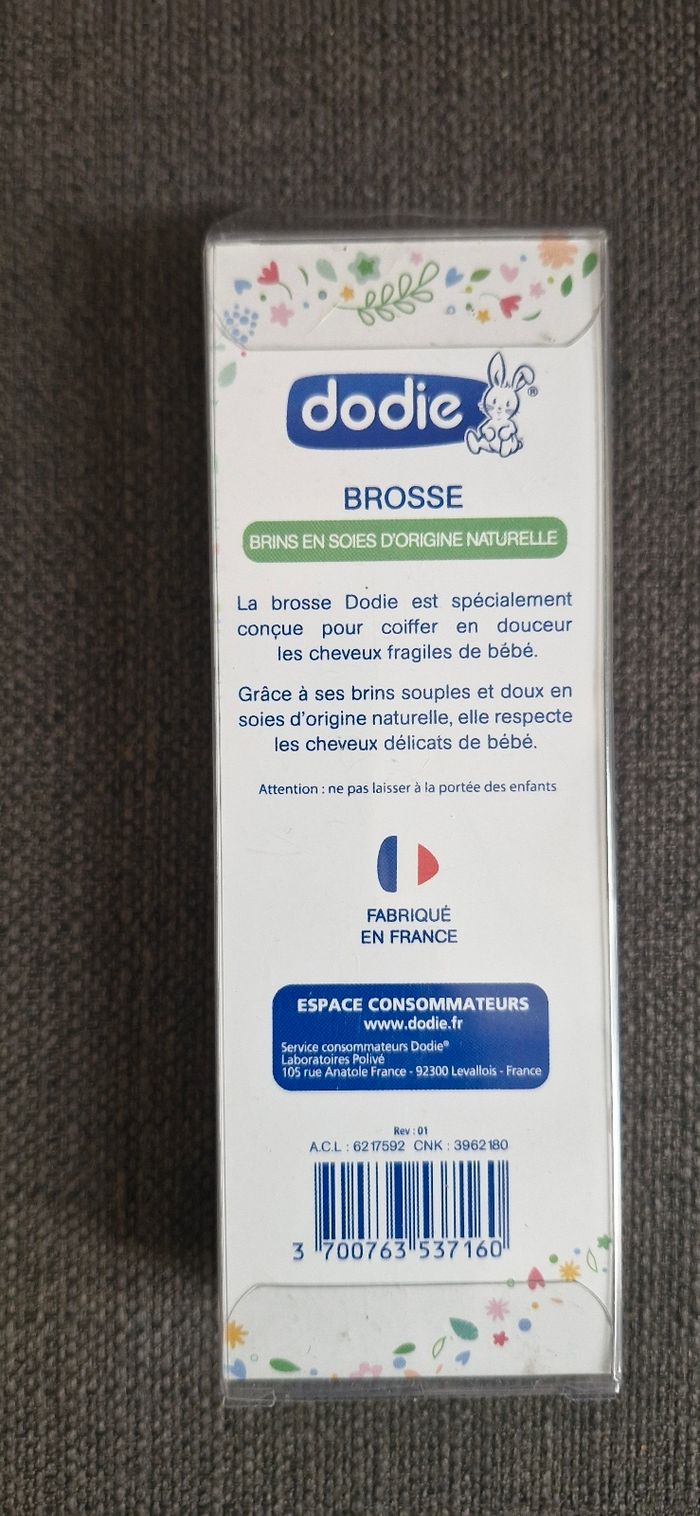 dodie®
BROSSE
BRINS EN SOIES D'ORIGINE NATURELLE
La brosse Dodie est spécialement
conçue pour coiffer en douceur
les cheveux fragiles de bébé.
Grâce à ses brins souples et doux en
soies d'origine naturelle, elle respecte
les cheveux délicats de bébé.
Attention : ne pas laisser à la portée des enfants
FABRIQUÉ
EN FRANCE
ESPACE CONSOMMATEURS
www.dodie.fr
Service consommateurs Dodie®
Laboratoires Polivé
105 rue Anatole France - 92300 Levallois - France
Rev : 01
A.C.L : 6217592 CNK : 3962180
3 700763 537160